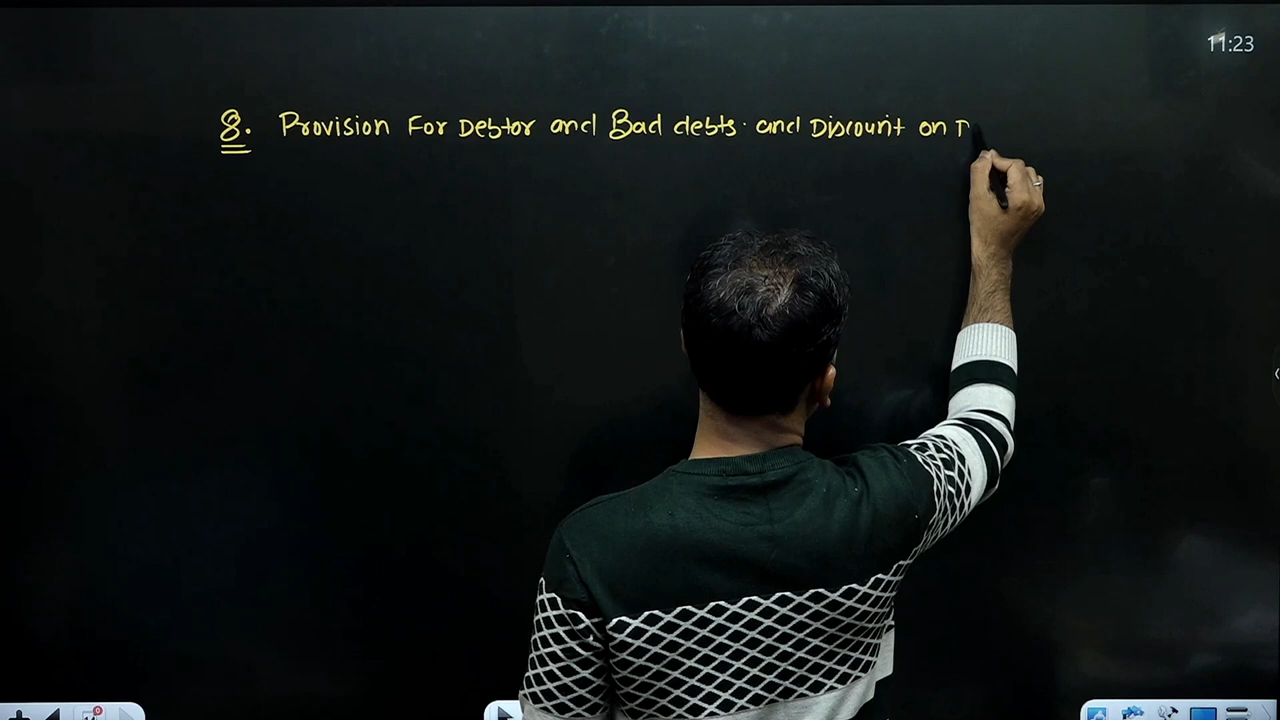 11:23
8. Provision For Debtor and Bad debts. and Discount on